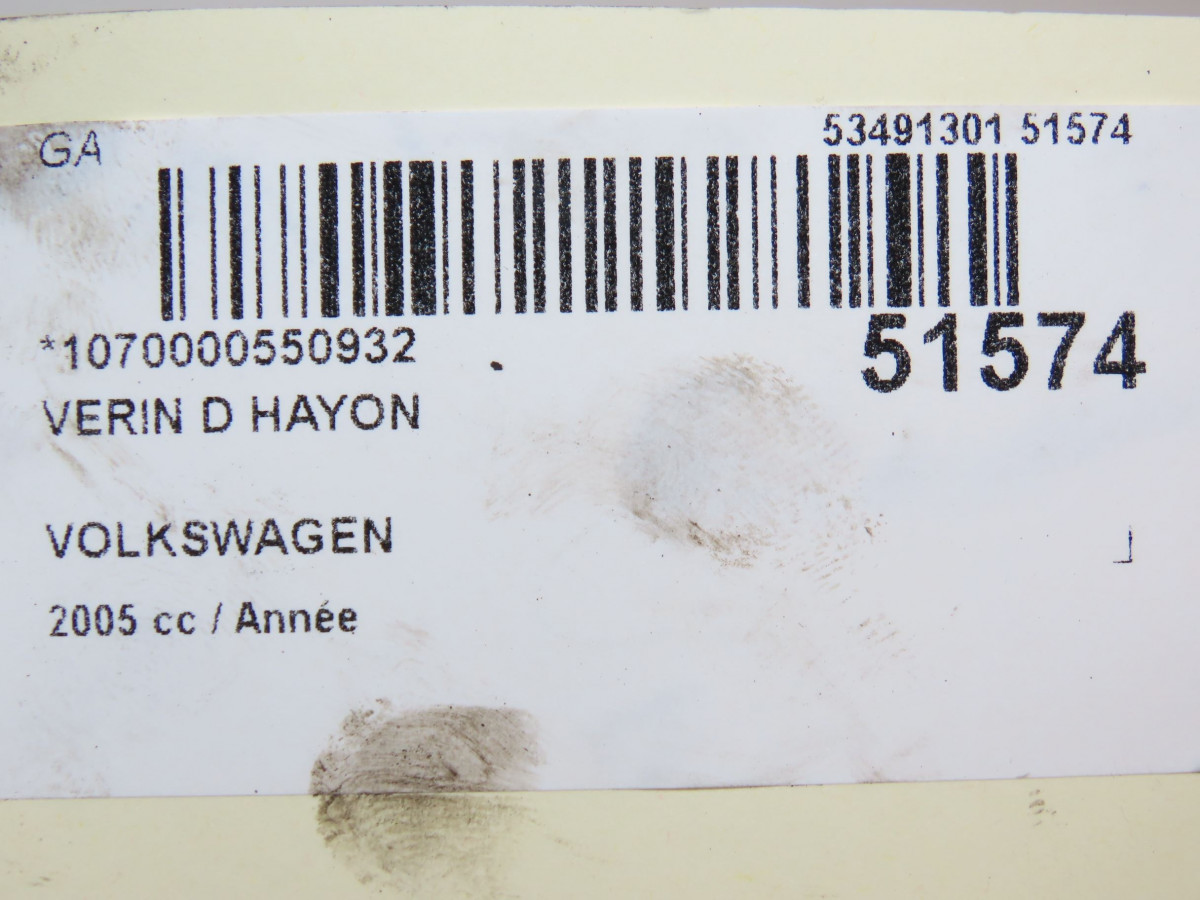 GA
53491301 51574
*1070000550932
51574
VERIN D HAYON
VOLKSWAGEN
2005 cc / Année